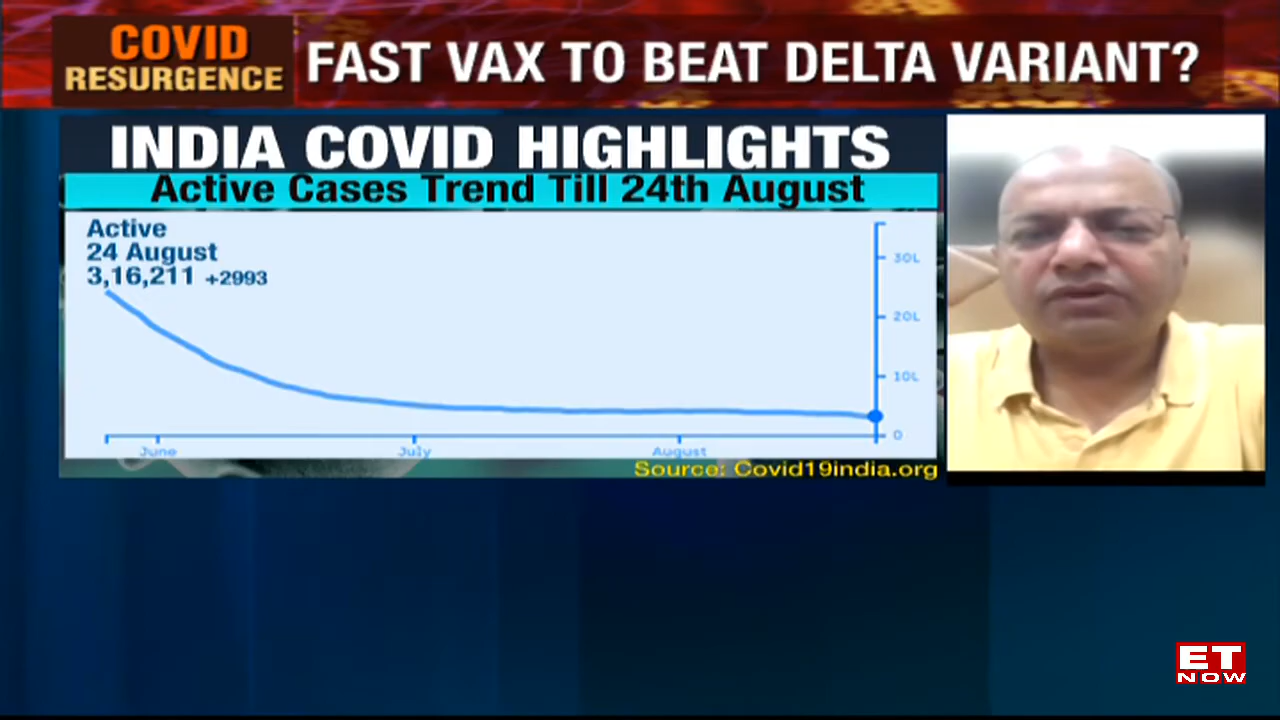 COVID
RESURGENCE
FAST VAX TO BEAT DELTA VARIANT?
INDIA COVID HIGHLIGHTS
Active Cases Trend Till 24th August
Active
24 August
3,16,211 +2993
30L
20L
10L
0
June July August
Source: Covid19india.org
ET
NOW